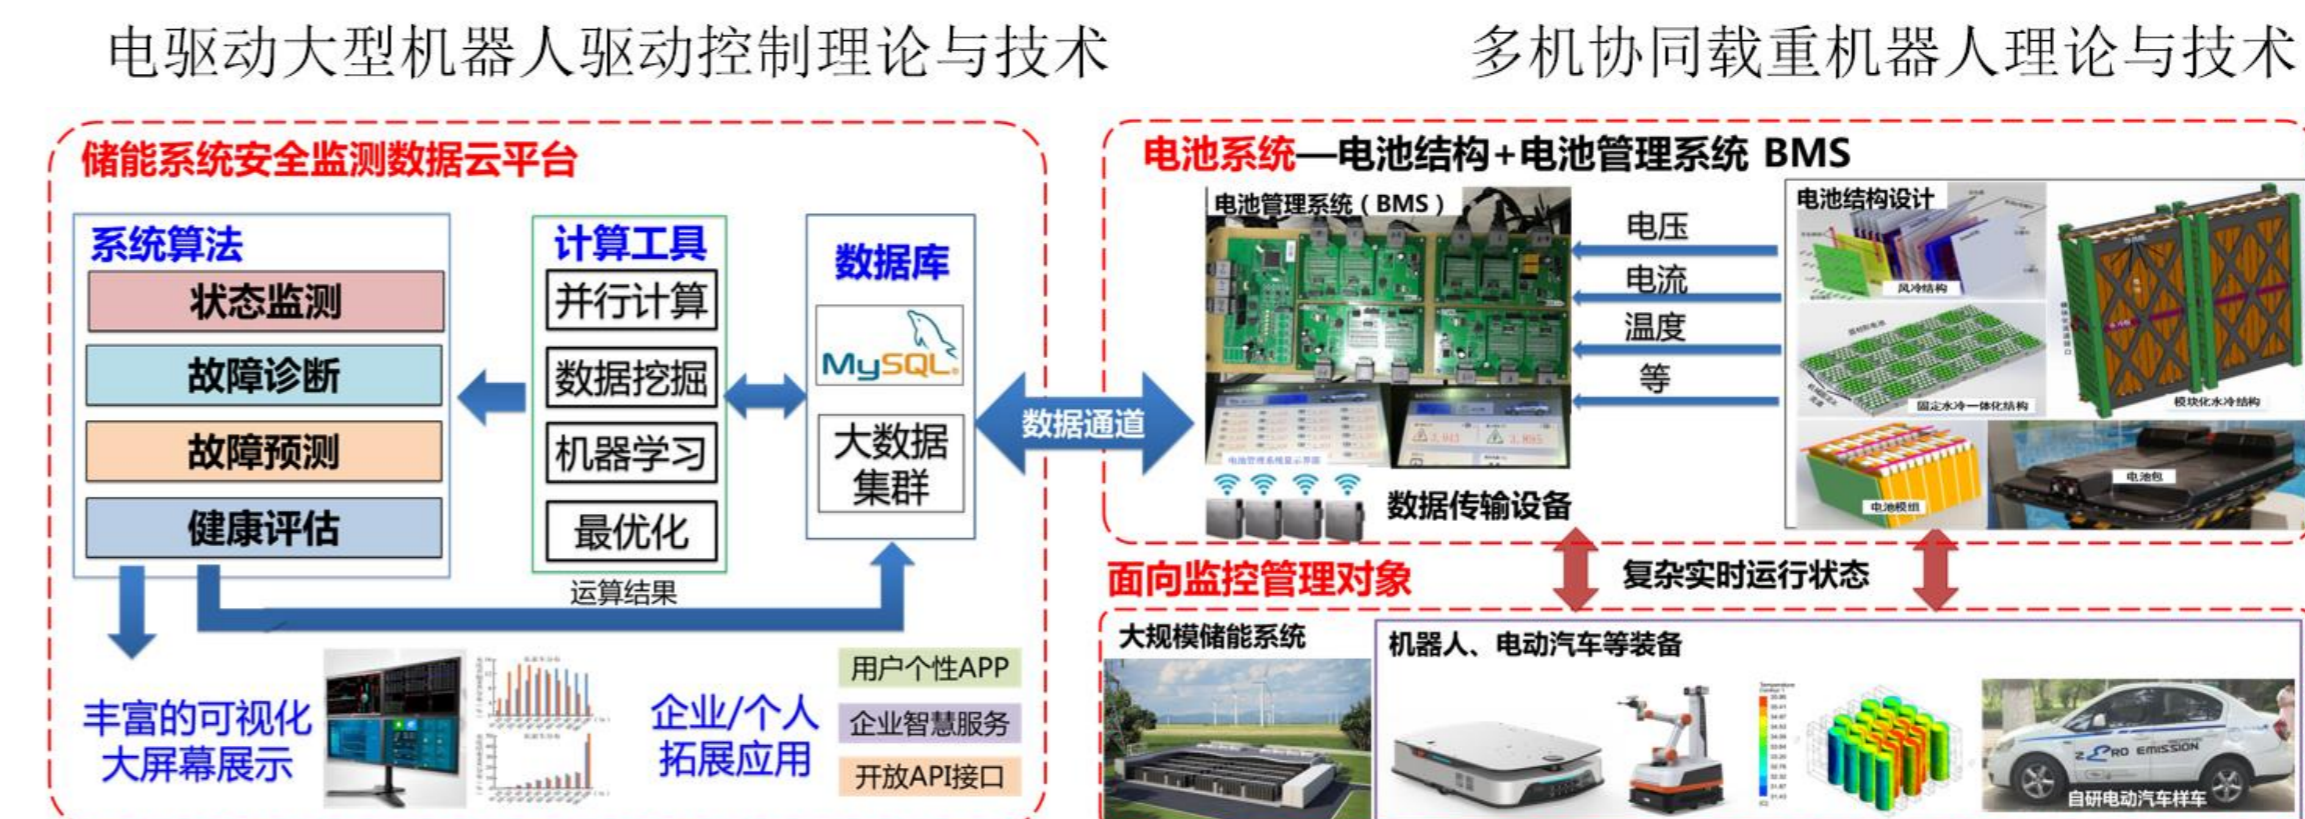 电驱动大型机器人驱动控制理论与技术
多机协同载重机器人理论与技术
储能系统安全监测数据云平台
系统算法
状态监测
故障诊断
故障预测
健康评估
计算工具
并行计算
数据挖掘
机器学习
最优化
数据库
MySQL
大数据
集群
运算结果
丰富的可视化
大屏幕展示
企业/个人
拓展应用
用户个性APP
企业智慧服务
开放API接口
数据通道
电池系统—电池结构+电池管理系统 BMS
电池管理系统（BMS）
电压
电流
温度
等
电池管理系统显示界面
数据传输设备
电池结构设计
风冷结构
固定水冷一体化结构
模块化水冷结构
电池模组
电池包
面向监控管理对象
复杂实时运行状态
大规模储能系统
机器人、电动汽车等装备
ZERO EMISSION
自研电动汽车样车